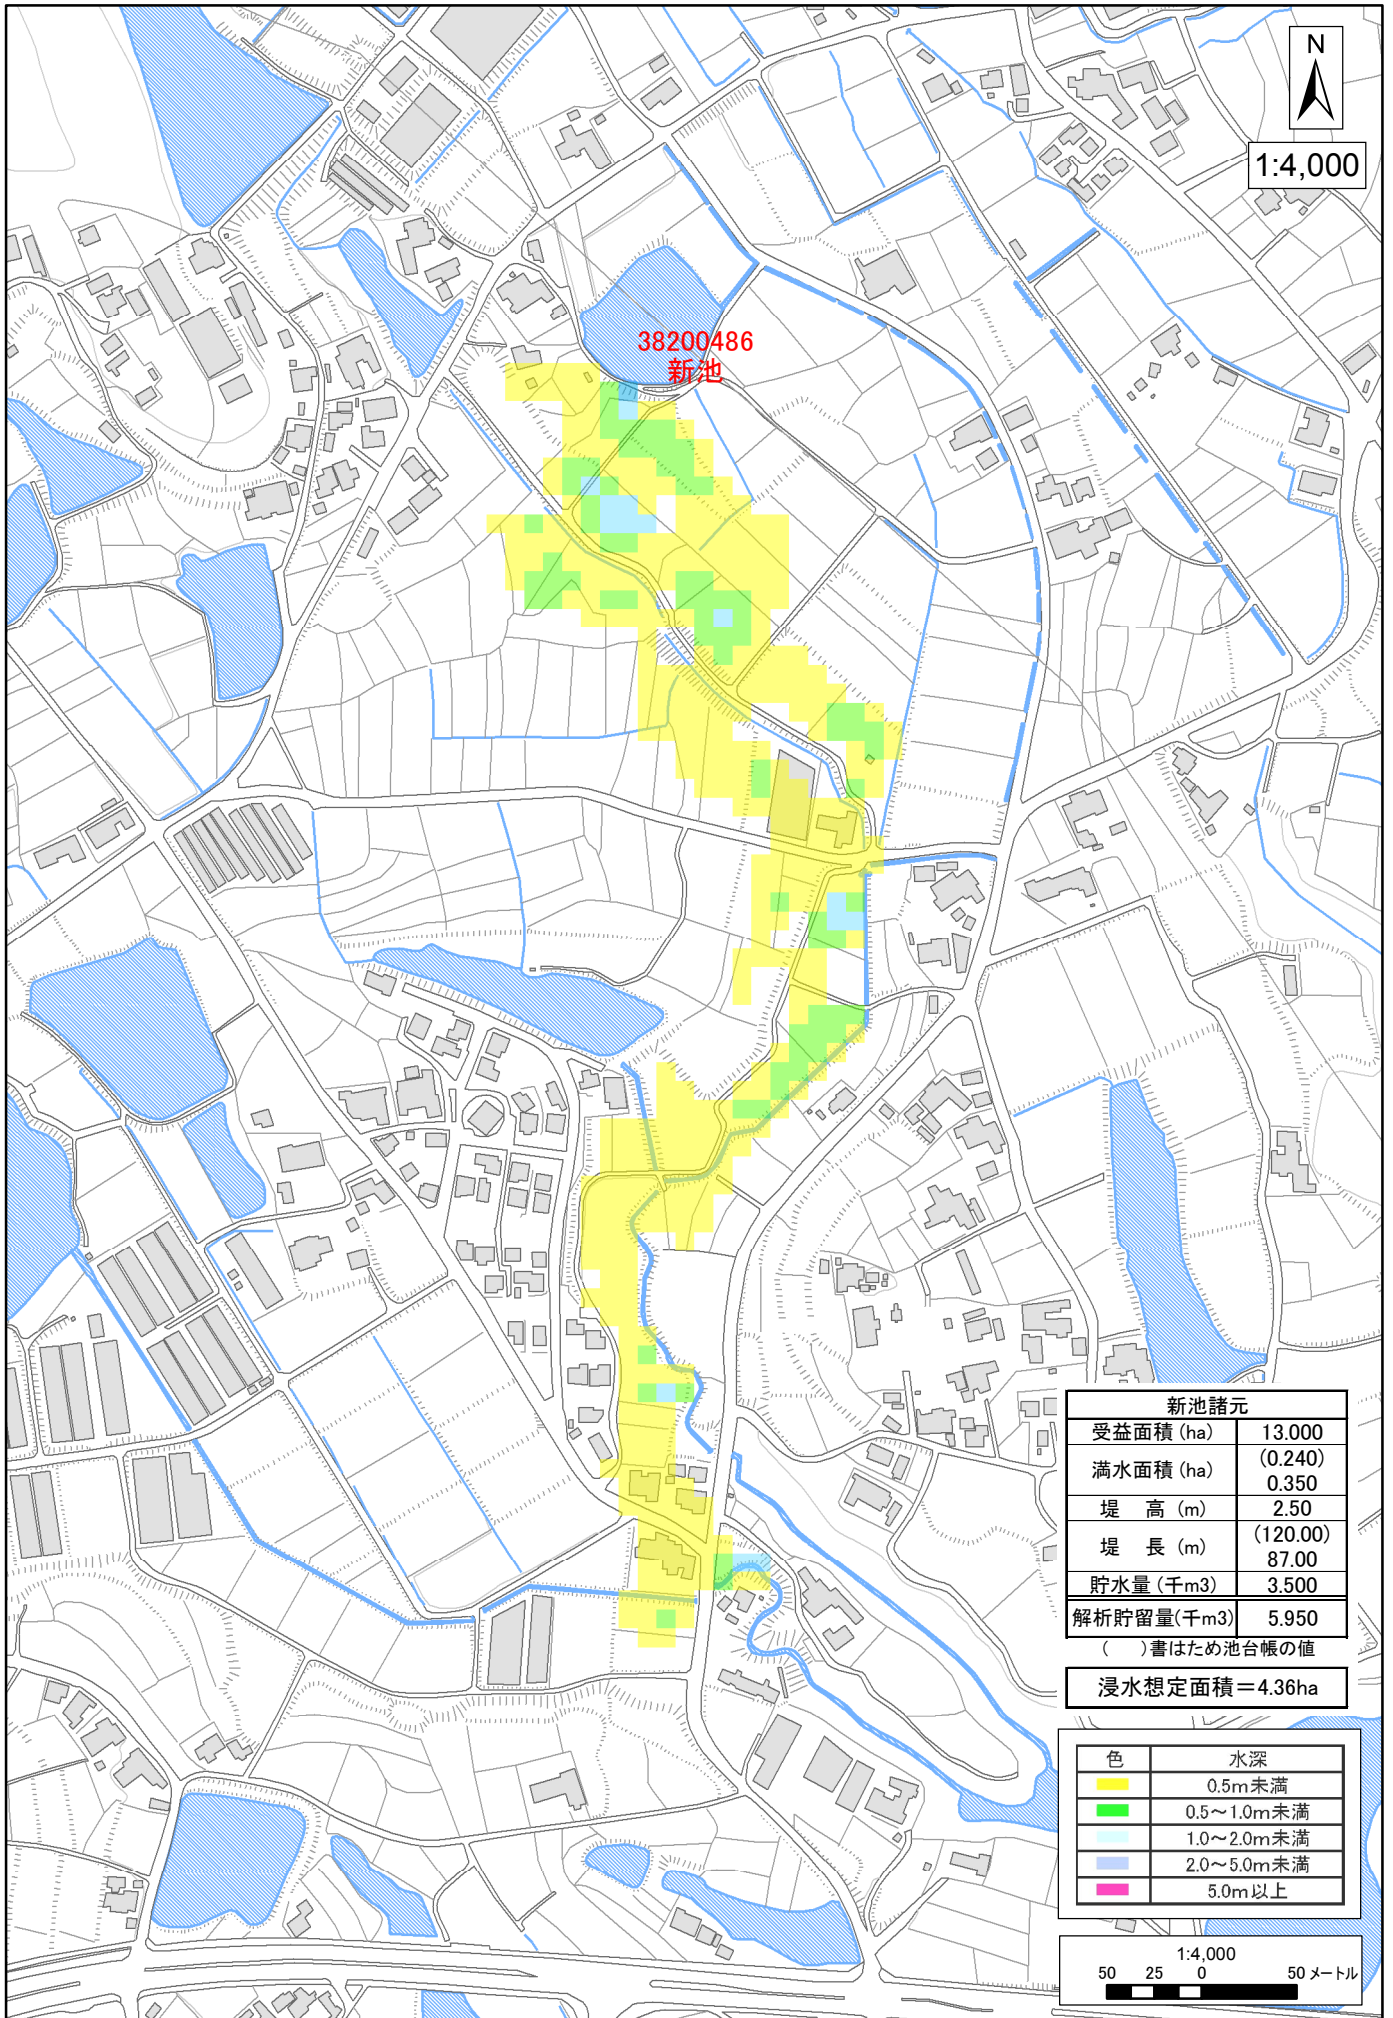 N
1:4,000
38200486
新池
新池諸元
受益面積(ha) 13.000
満水面積(ha) (0.240)
0.350
堤 高(m) 2.50
堤 長(m) (120.00)
87.00
貯水量(千m3) 3.500
解析貯留量(千m3) 5.950
( )書はため池台帳の値
浸水想定面積=4.36ha
色 水深
0.5m未満
0.5～1.0m未満
1.0～2.0m未満
2.0～5.0m未満
5.0m以上
1:4,000
50 25 0 50 メートル